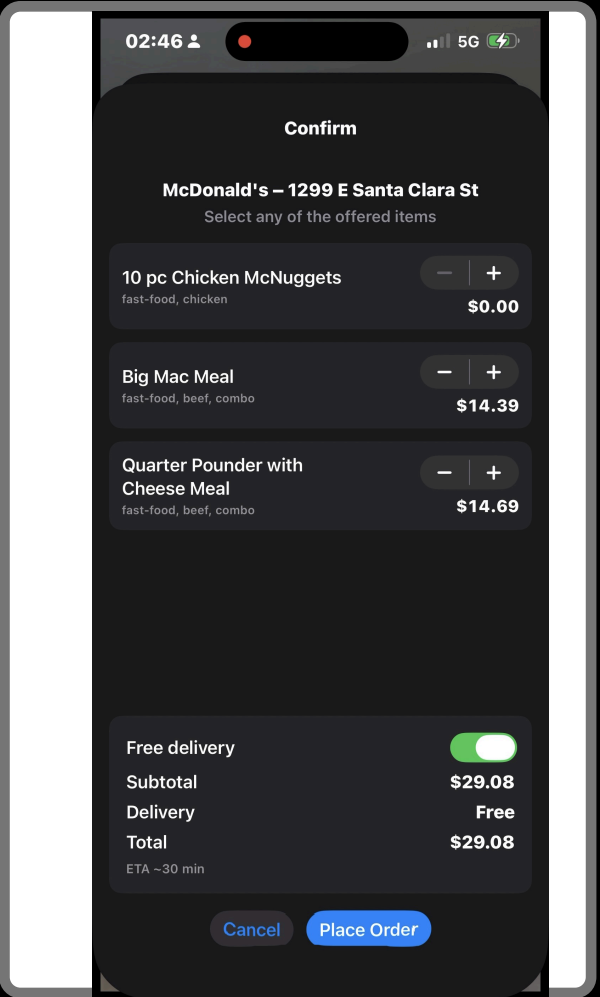 02:46 5G
Confirm
McDonald's – 1299 E Santa Clara St
Select any of the offered items
10 pc Chicken McNuggets
fast-food, chicken
− +
$0.00
Big Mac Meal
fast-food, beef, combo
− +
$14.39
Quarter Pounder with
Cheese Meal
fast-food, beef, combo
− +
$14.69
Free delivery
Subtotal $29.08
Delivery Free
Total $29.08
ETA ~30 min
Cancel Place Order